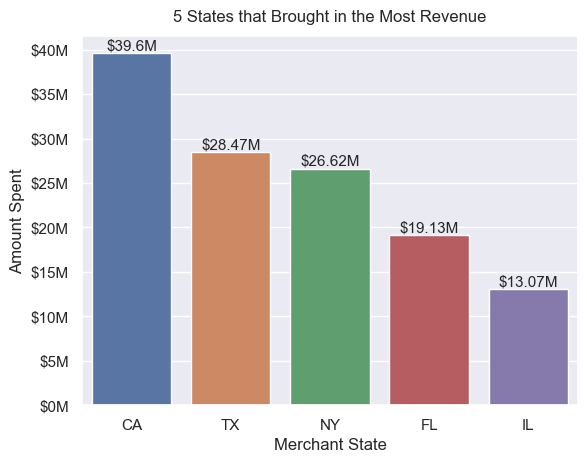 5 States that Brought in the Most Revenue
$40M
$35M
$30M
$25M
$20M
$15M
$10M
$5M
$0M
Amount Spent
$39.6M
$28.47M
$26.62M
$19.13M
$13.07M
CA TX NY FL IL
Merchant State